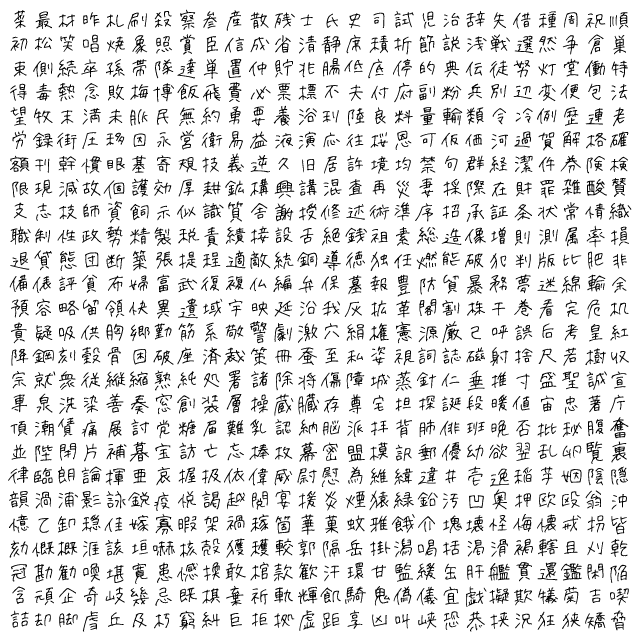 菜最材昨札刷殺察参産散残士氏史司試児治辞失借種周祝順
初松笑唱焼象照賞臣信成省清静席積折節説浅戦選然争倉巣
束側続卒孫帯隊達単置仲貯兆腸低底停的典伝徒努灯堂働特
得毒熱念敗梅博飯飛費必票標不夫付府副粉兵別辺変便包法
望牧末満未脈民無約勇要養浴利陸良料量輪類令冷例歴連老
労録街圧移因永営衛易益液演応往桜恩可仮価河過賀解格確
額刊幹慣眼基寄規技義逆久旧居許境均禁句群経潔件券険検
限現減故個護効厚耕鉱構興講混査再災妻採際在財罪雑酸賛
支志枝師資飼示似識質舎謝授修述術準序招承証条状常情織
職制性政勢精製税責績接設舌絶銭祖素総造像増則測属率損
退貸態団断築張提程適敵統銅導徳独任燃能破犯判版比肥非
備俵評貧布婦富武復複仏編弁保墓報豊防貿暴務夢迷綿輸余
預容略留領快異遺域宇映延沿我灰拡革閣割株干巻看完危机
貴疑吸供胸郷勤筋系敬警劇激穴絹権憲源厳己呼誤后考皇紅
降鋼刻穀骨困破座済裁策冊蚕至私姿視詞誌磁射捨尺若樹収
宗就衆従縦縮熟純処署諸除将傷障城蒸針仁垂推寸盛聖誠宣
専泉洗染善奏窓創装層操蔵臓存尊宅担探誕段暖値宙忠著庁
頂潮賃痛展討党糖届難乳認納脳派拝背肺俳班晩否批秘腹奮
並陛閉片補暮宝訪亡忘棒枚幕密盟模訳郵優幼欲翌乱卵覧裏
律臨朗論揮亜哀握扱依偉威尉慰為維緯違井壱逸稲芋姻陰隠
韻渦浦影詠鋭疫悦謁越閲宴援炎煙猿縁鉛汚凹奥押欧殴翁沖
憶乙卸穏佳嫁寡暇架禍稼箇華菓蚊雅餓介塊壊怪悔懐戒拐皆
劾慨概涯該垣嚇核殻獲穫較郭隔岳掛潟喝括渇滑褐轄且刈乾
冠勘勧喚堪寛患憾換敢棺款歓汗環甘監緩缶肝艦貫還鑑閑陥
含頑企奇岐幾忌既棋棄祈軌輝飢騎鬼偽儀宜戯擬欺犠菊吉喫
詰却脚虐丘及朽窮糾巨拒拠虚距享凶叫峡恐恭挟況狂狭矯脅